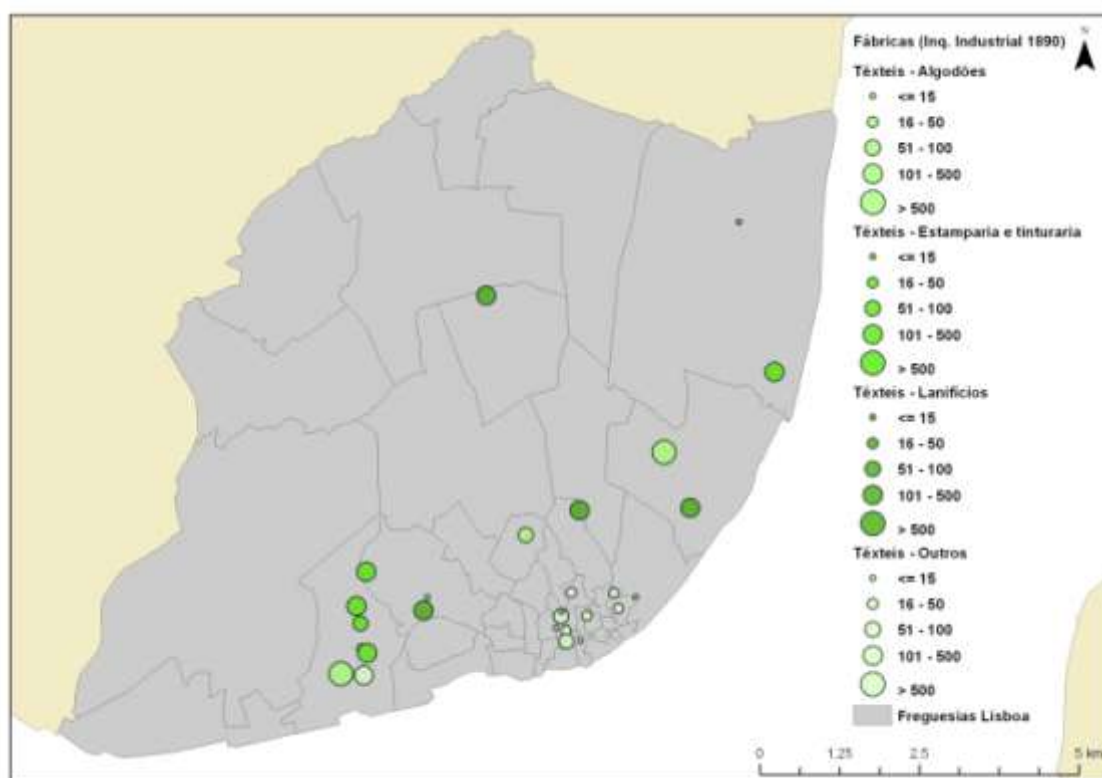 Fábricas (Inq. Industrial 1890)
N
Têxteis - Algodões
<= 15
16 - 50
51 - 100
101 - 500
> 500
Têxteis - Estamparia e tinturaria
<= 15
16 - 50
51 - 100
101 - 500
> 500
Têxteis - Lanifícios
<= 15
16 - 50
51 - 100
101 - 500
> 500
Têxteis - Outros
<= 15
16 - 50
51 - 100
101 - 500
> 500
Freguesias Lisboa
0 1.25 2.5 5 km